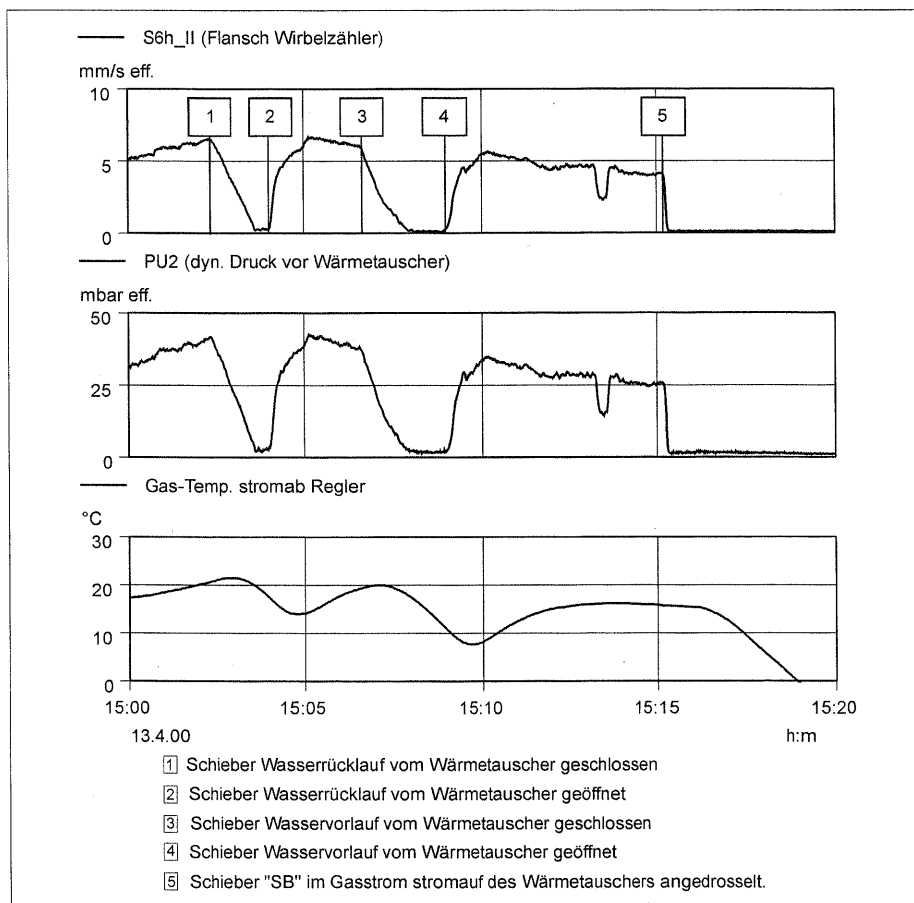 S6h_II (Flansch Wirbelzähler)
mm/s eff.
10
5
0
1
2
3
4
5
PU2 (dyn. Druck vor Wärmetauscher)
mbar eff.
50
25
0
Gas-Temp. stromab Regler
°C
30
20
10
0
15:00 15:05 15:10 15:15 15:20
13.4.00 h:m
1 Schieber Wasserrücklauf vom Wärmetauscher geschlossen
2 Schieber Wasserrücklauf vom Wärmetauscher geöffnet
3 Schieber Wasservorlauf vom Wärmetauscher geschlossen
4 Schieber Wasservorlauf vom Wärmetauscher geöffnet
5 Schieber "SB" im Gasstrom stromauf des Wärmetauschers angedrosselt.